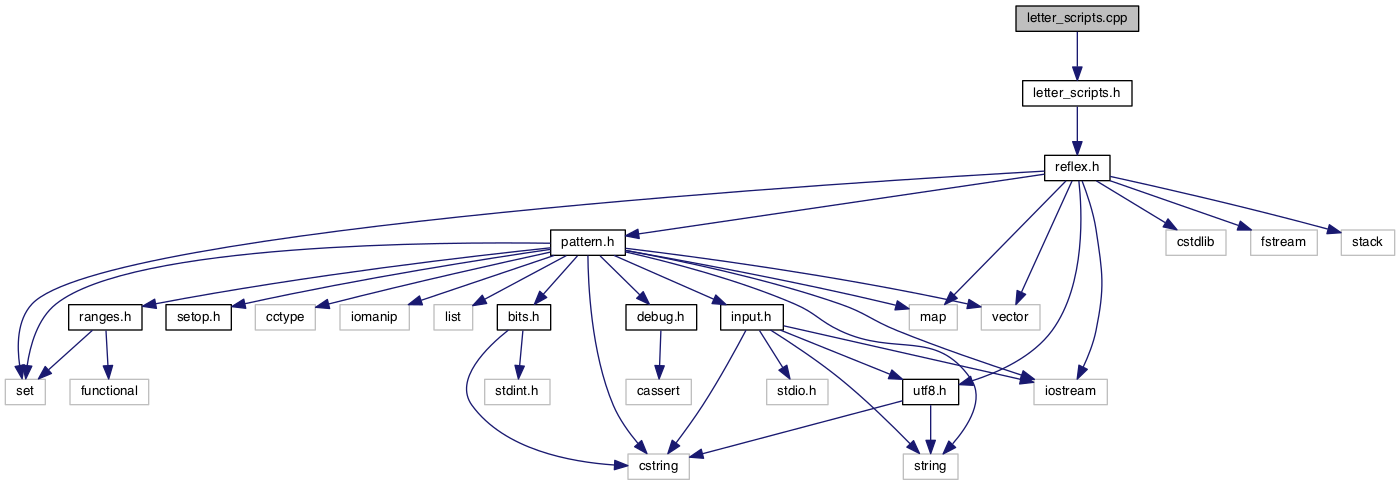 letter_scripts.cpp
letter_scripts.h
reflex.h
pattern.h
cstdlib
fstream
stack
ranges.h
setop.h
cctype
iomanip
list
bits.h
debug.h
input.h
map
vector
set
functional
stdint.h
cassert
stdio.h
utf8.h
iostream
cstring
string